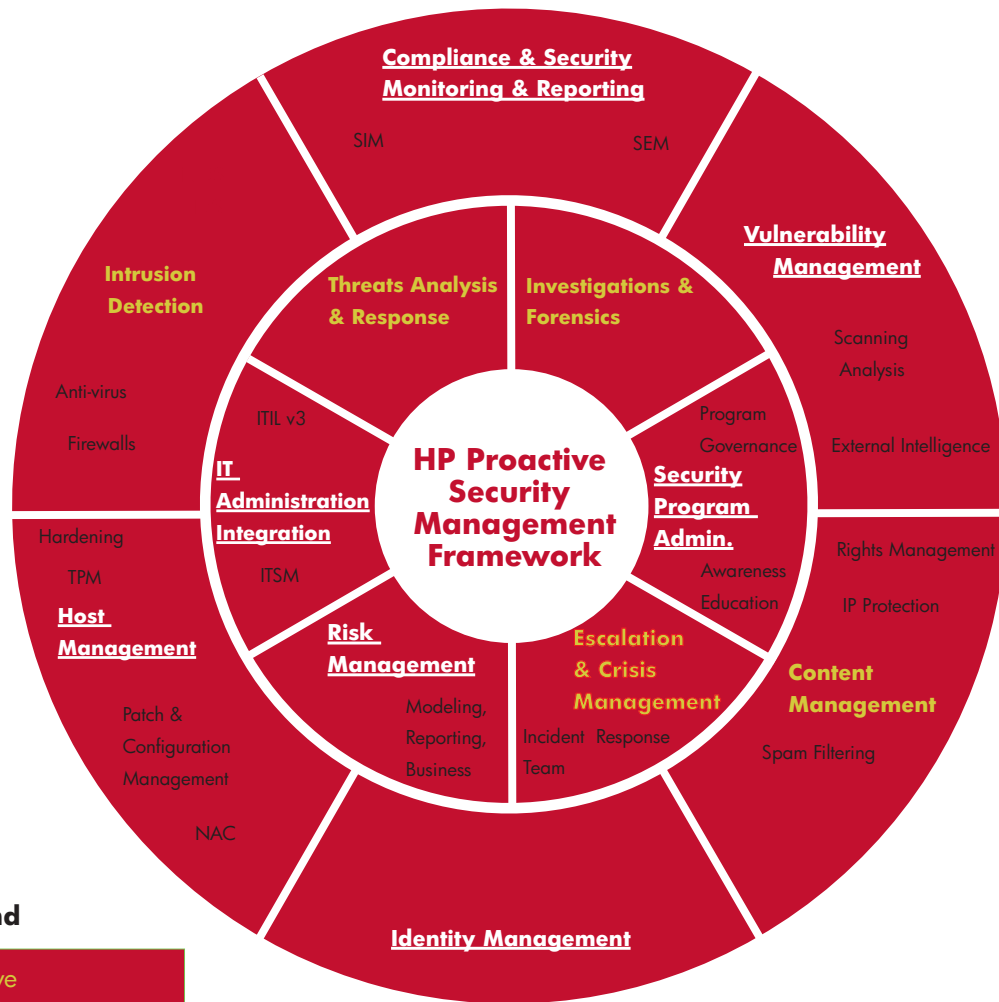 Compliance & Security
Monitoring & Reporting
SIM
SEM
Vulnerability
Management
Scanning
Analysis
External Intelligence
Intrusion
Detection
Anti-virus
Firewalls
Threats Analysis
& Response
Investigations &
Forensics
ITIL v3
IT
Administration
Integration
ITSM
HP Proactive
Security
Management
Framework
Program
Governance
Security
Program
Admin.
Awareness
Education
Hardening
TPM
Host
Management
Patch &
Configuration
Management
NAC
Risk
Management
Modeling,
Reporting,
Business
Escalation
& Crisis
Management
Incident Response
Team
Rights Management
IP Protection
Content
Management
Spam Filtering
Identity Management